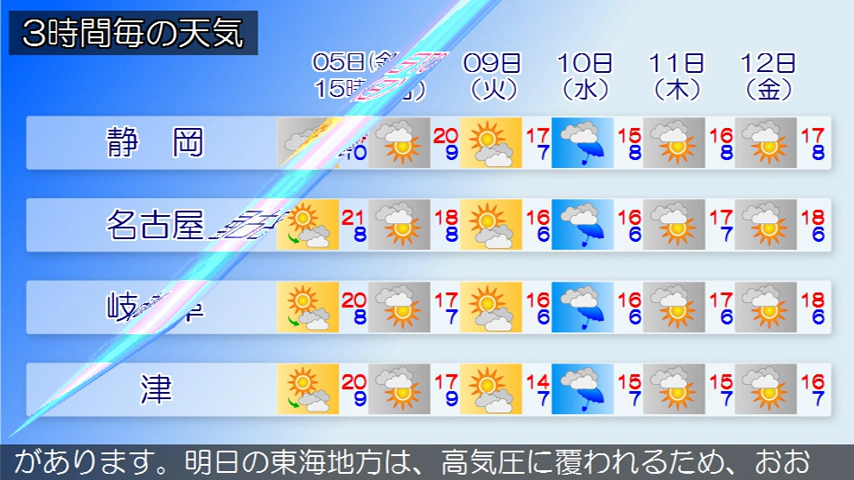 3時間毎の天気
05日(金) 09日 10日 11日 12日
15時 (火) (水) (木) (金)
静岡 20 17 15 16 17
9 7 8 8 8
名古屋 21 18 16 16 17 18
8 8 6 6 7 6
岐阜 20 17 16 16 17 18
8 7 6 6 6 6
津 20 17 14 15 15 16
9 9 7 7 7 7
があります。明日の東海地方は、高気圧に覆われるため、おお